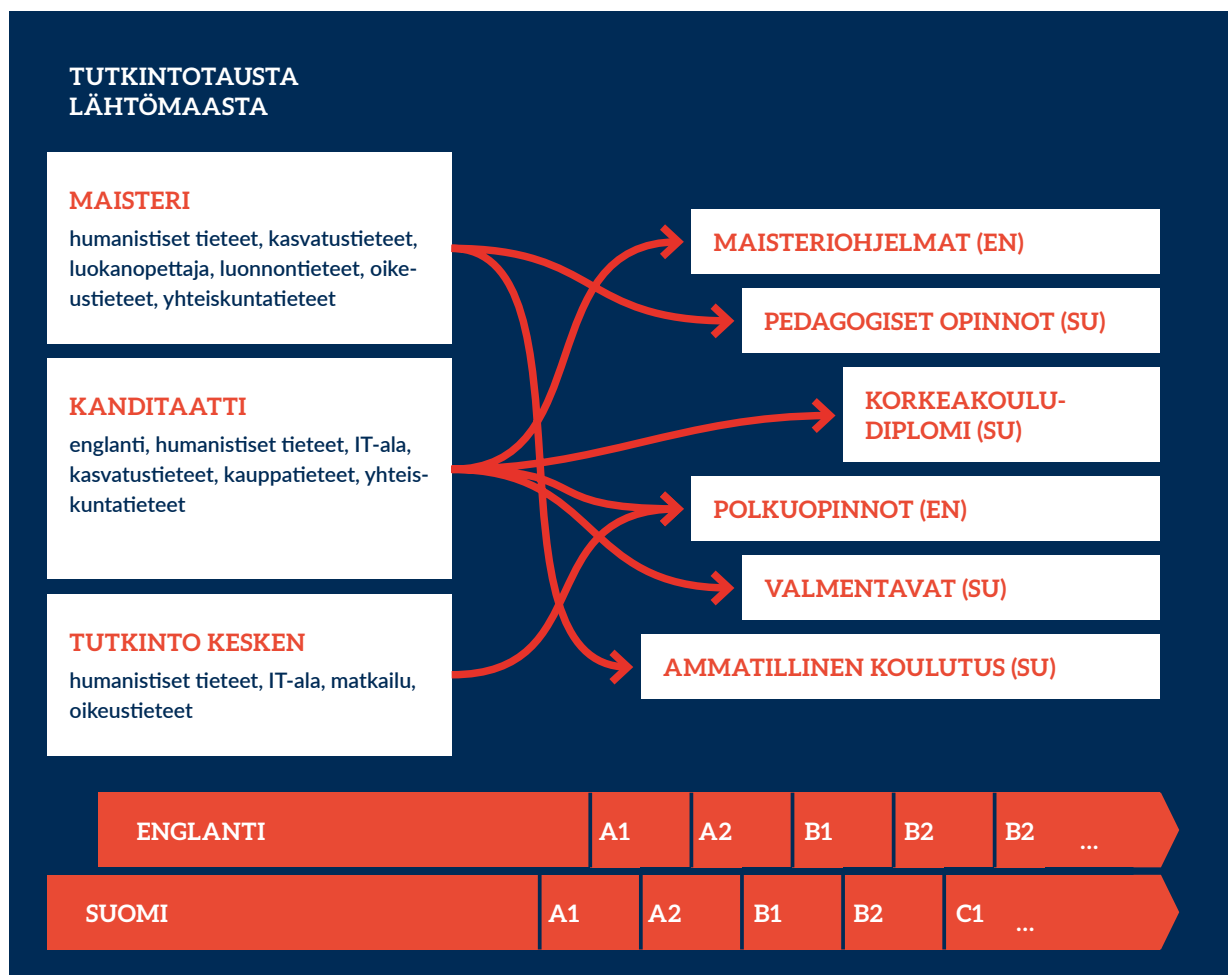 TUTKINTOTAUSTA
LÄHTÖMAASTA
MAISTERI
humanistiset tieteet, kasvatustieteet,
luokanopettaja, luonnontieteet, oike-
ustieteet, yhteiskuntatieteet
KANDITAATTI
englanti, humanistiset tieteet, IT-ala,
kasvatustieteet, kauppatieteet, yhteis-
kuntatieteet
TUTKINTO KESKEN
humanistiset tieteet, IT-ala, matkailu,
oikeustieteet
MAISTERIOHJELMAT (EN)
PEDAGOGISET OPINNOT (SU)
KORKEAKOULU-
DIPLOMI (SU)
POLKUOPINNOT (EN)
VALMENTAVAT (SU)
AMMATILLINEN KOULUTUS (SU)
ENGLANTI A1 A2 B1 B2 B2 ...
SUOMI A1 A2 B1 B2 C1 ...